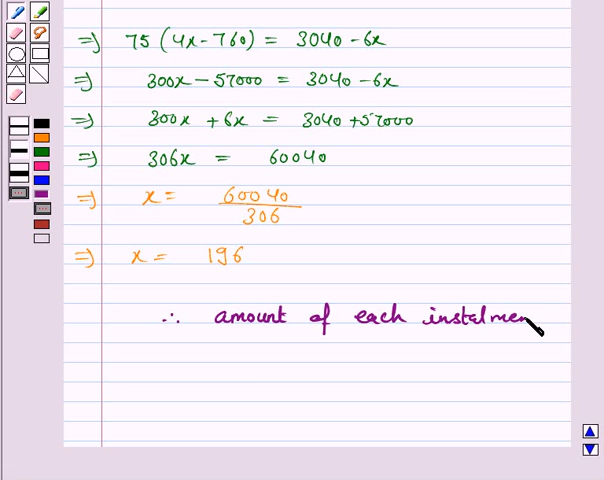 ⇒ 75 (4x - 760) = 3040 - 6x
⇒ 300x - 57000 = 3040 - 6x
⇒ 300x + 6x = 3040 + 57000
⇒ 306x = 60040
⇒ x = 60040/306
⇒ x = 196
∴ amount of each instalmen